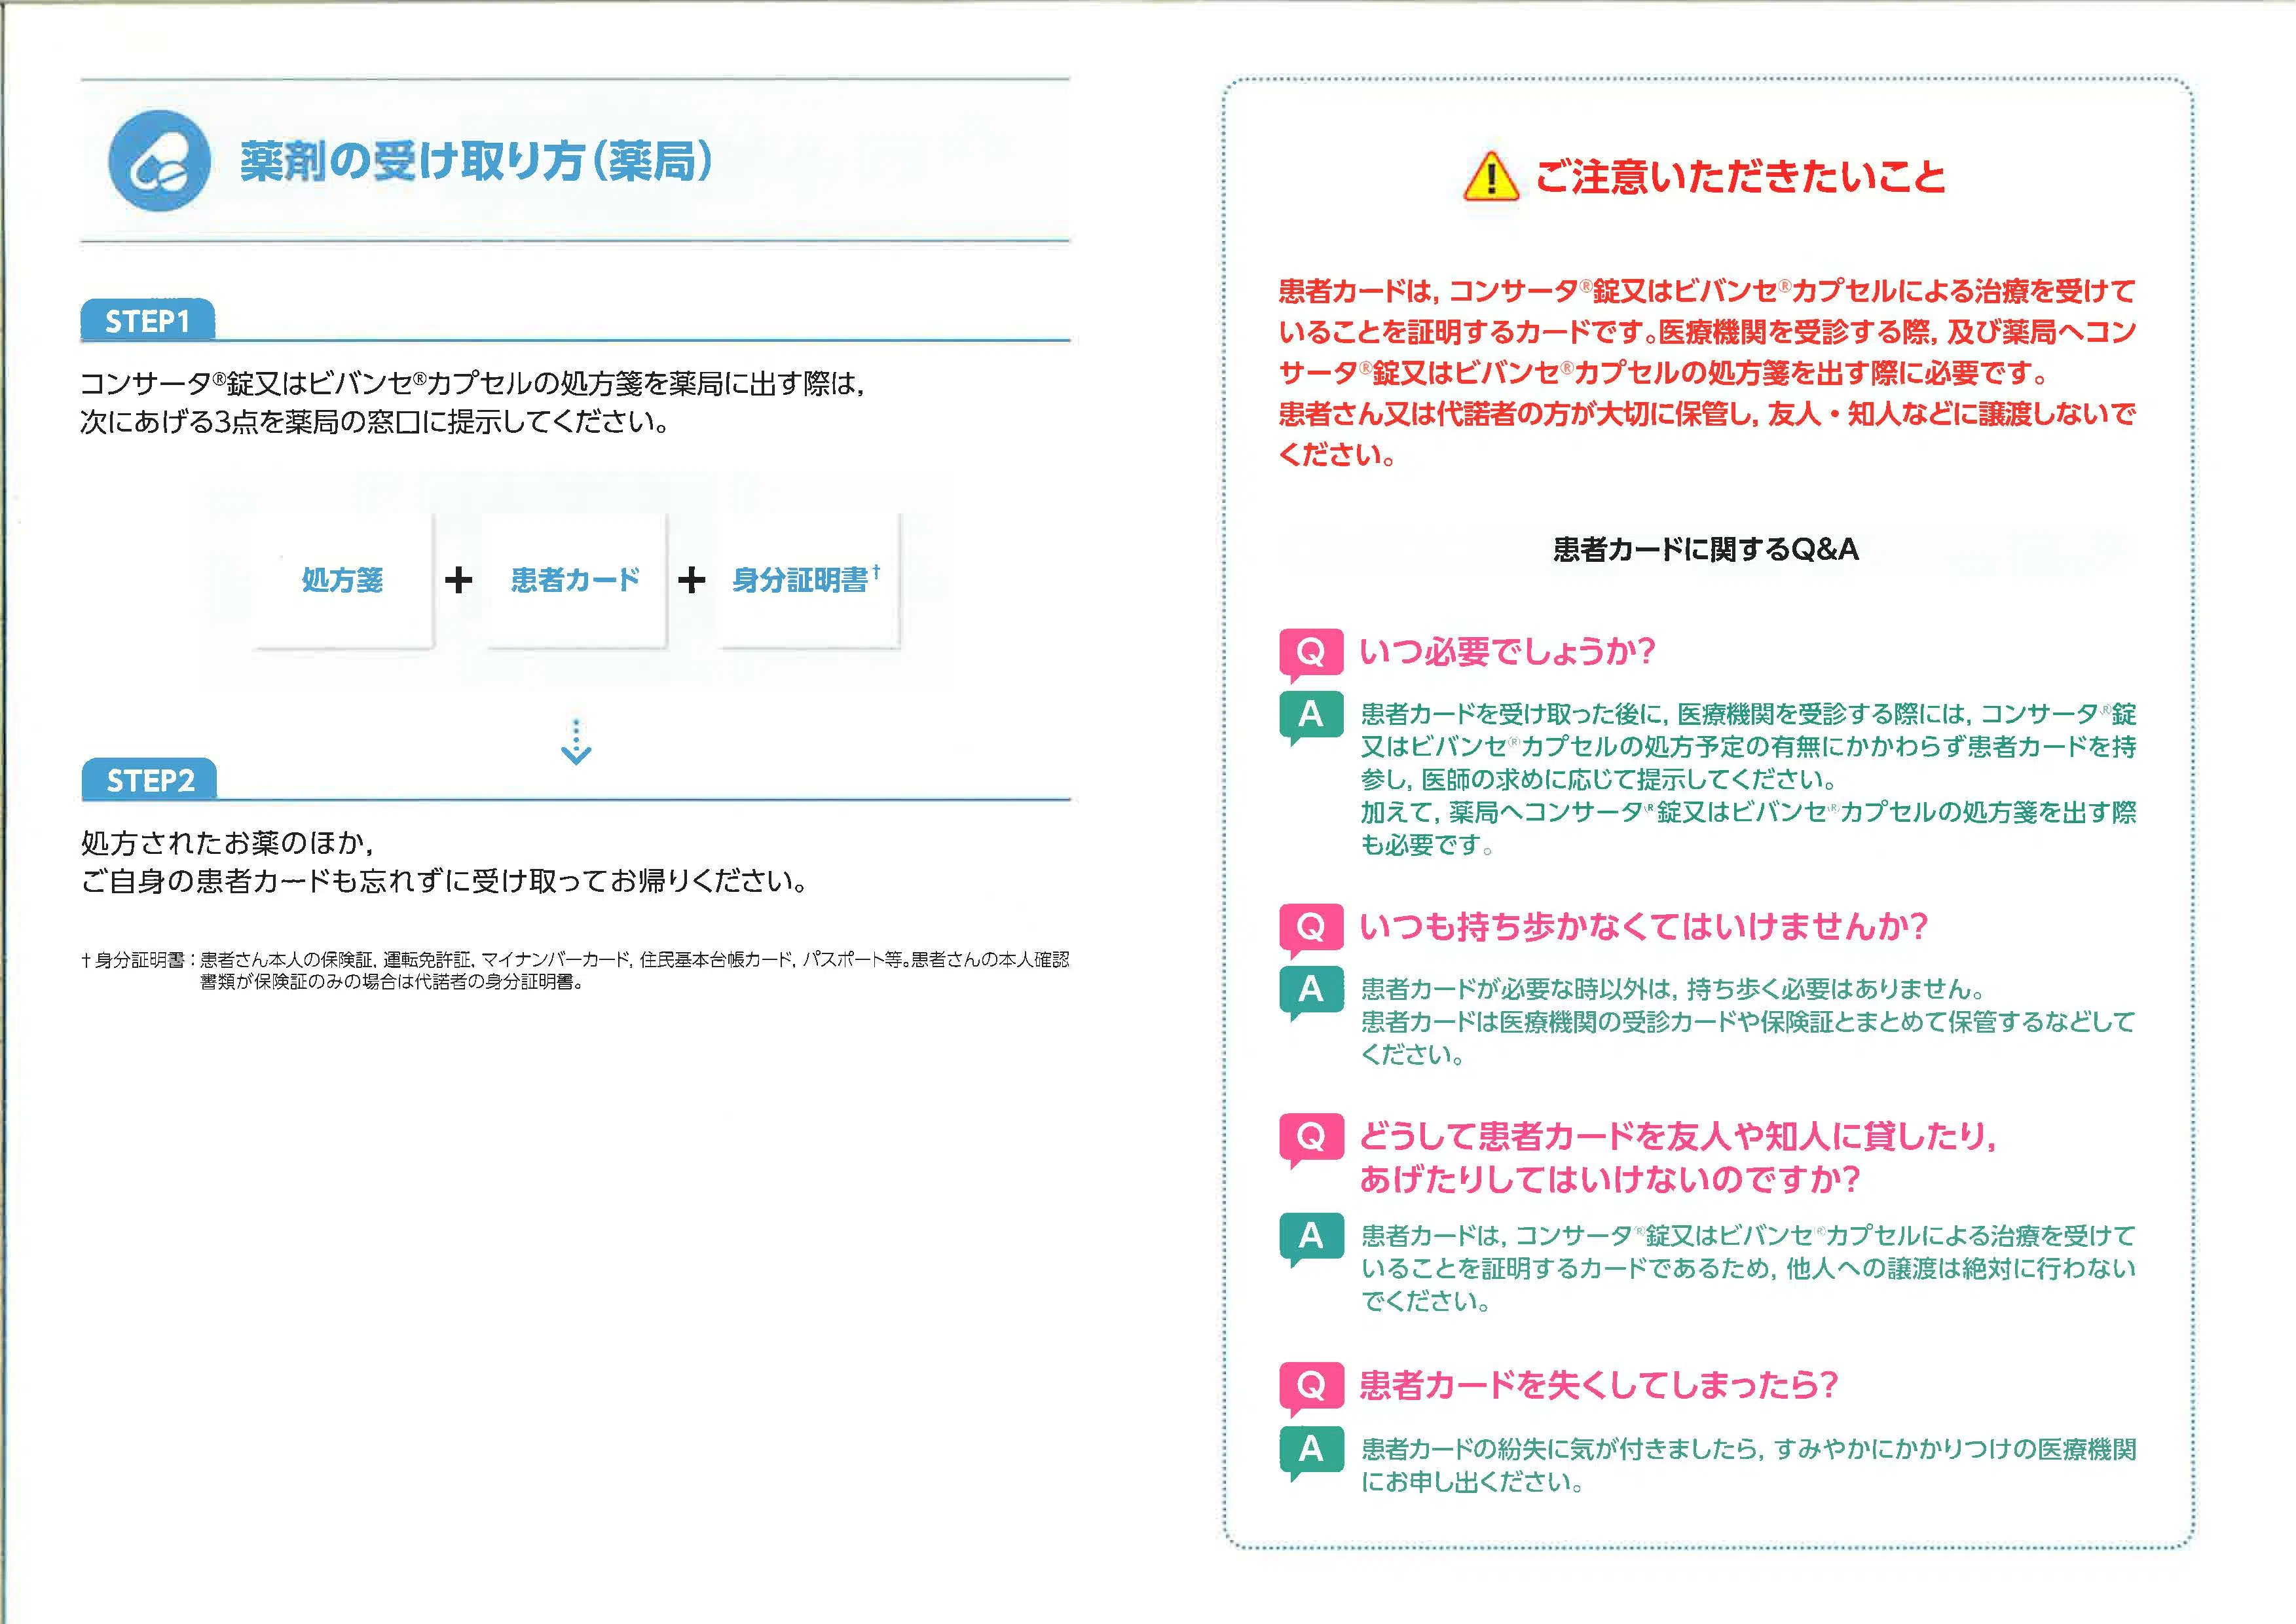 薬剤の受け取り方(薬局)
STEP1
コンサータ®錠又はビバンセ®カプセルの処方箋を薬局に出す際は,
次にあげる3点を薬局の窓口に提示してください。
処方箋 + 患者カード + 身分証明書†
STEP2
処方されたお薬のほか,
ご自身の患者カードも忘れずに受け取ってお帰りください。
†身分証明書:患者さん本人の保険証, 運転免許証, マイナンバーカード, 住民基本台帳カード, パスポート等。患者さんの本人確認
書類が保険証のみの場合は代諾者の身分証明書。
ご注意いただきたいこと
患者カードは, コンサータ®錠又はビバンセ®カプセルによる治療を受けて
いることを証明するカードです。医療機関を受診する際, 及び薬局へコン
サータ®錠又はビバンセ®カプセルの処方箋を出す際に必要です。
患者さん又は代諾者の方が大切に保管し, 友人・知人などに譲渡しないで
ください。
患者カードに関するQ&A
Q いつ必要でしょうか?
A 患者カードを受け取った後に, 医療機関を受診する際には, コンサータ®錠
又はビバンセ®カプセルの処方予定の有無にかかわらず患者カードを持
参し, 医師の求めに応じて提示してください。
加えて, 薬局へコンサータ®錠又はビバンセ®カプセルの処方箋を出す際
も必要です。
Q いつも持ち歩かなくてはいけませんか?
A 患者カードが必要な時以外は, 持ち歩く必要はありません。
患者カードは医療機関の受診カードや保険証とまとめて保管するなどして
ください。
Q どうして患者カードを友人や知人に貸したり,
あげたりしてはいけないのですか?
A 患者カードは, コンサータ®錠又はビバンセ®カプセルによる治療を受けて
いることを証明するカードであるため, 他人への譲渡は絶対に行わない
でください。
Q 患者カードを失くしてしまったら?
A 患者カードの紛失に気が付きましたら, すみやかにかかりつけの医療機関
にお申し出ください。